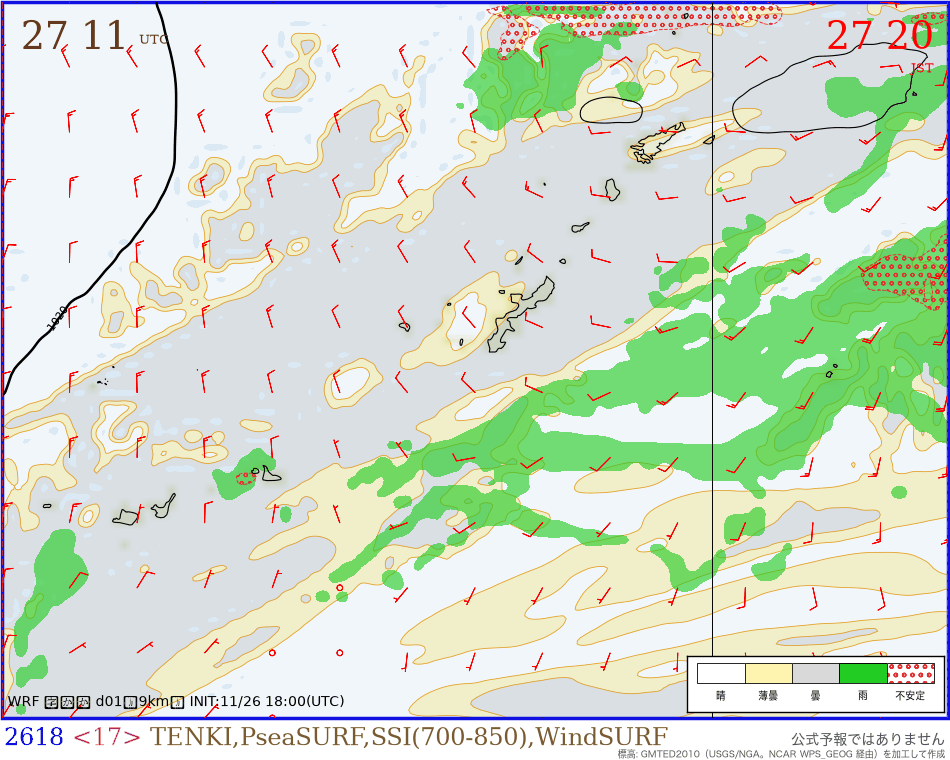 27 11 UTC
27 20
JST
1020
WRF d01 9km INIT:11/26 18:00(UTC)
晴 薄曇 曇 雨 不安定
2618 <17> TENKI,PseaSURF,SSI(700-850),WindSURF
公式予報ではありません
標高: GMTED2010（USGS/NGA。NCAR WPS_GEOG 経由）を加工して作成